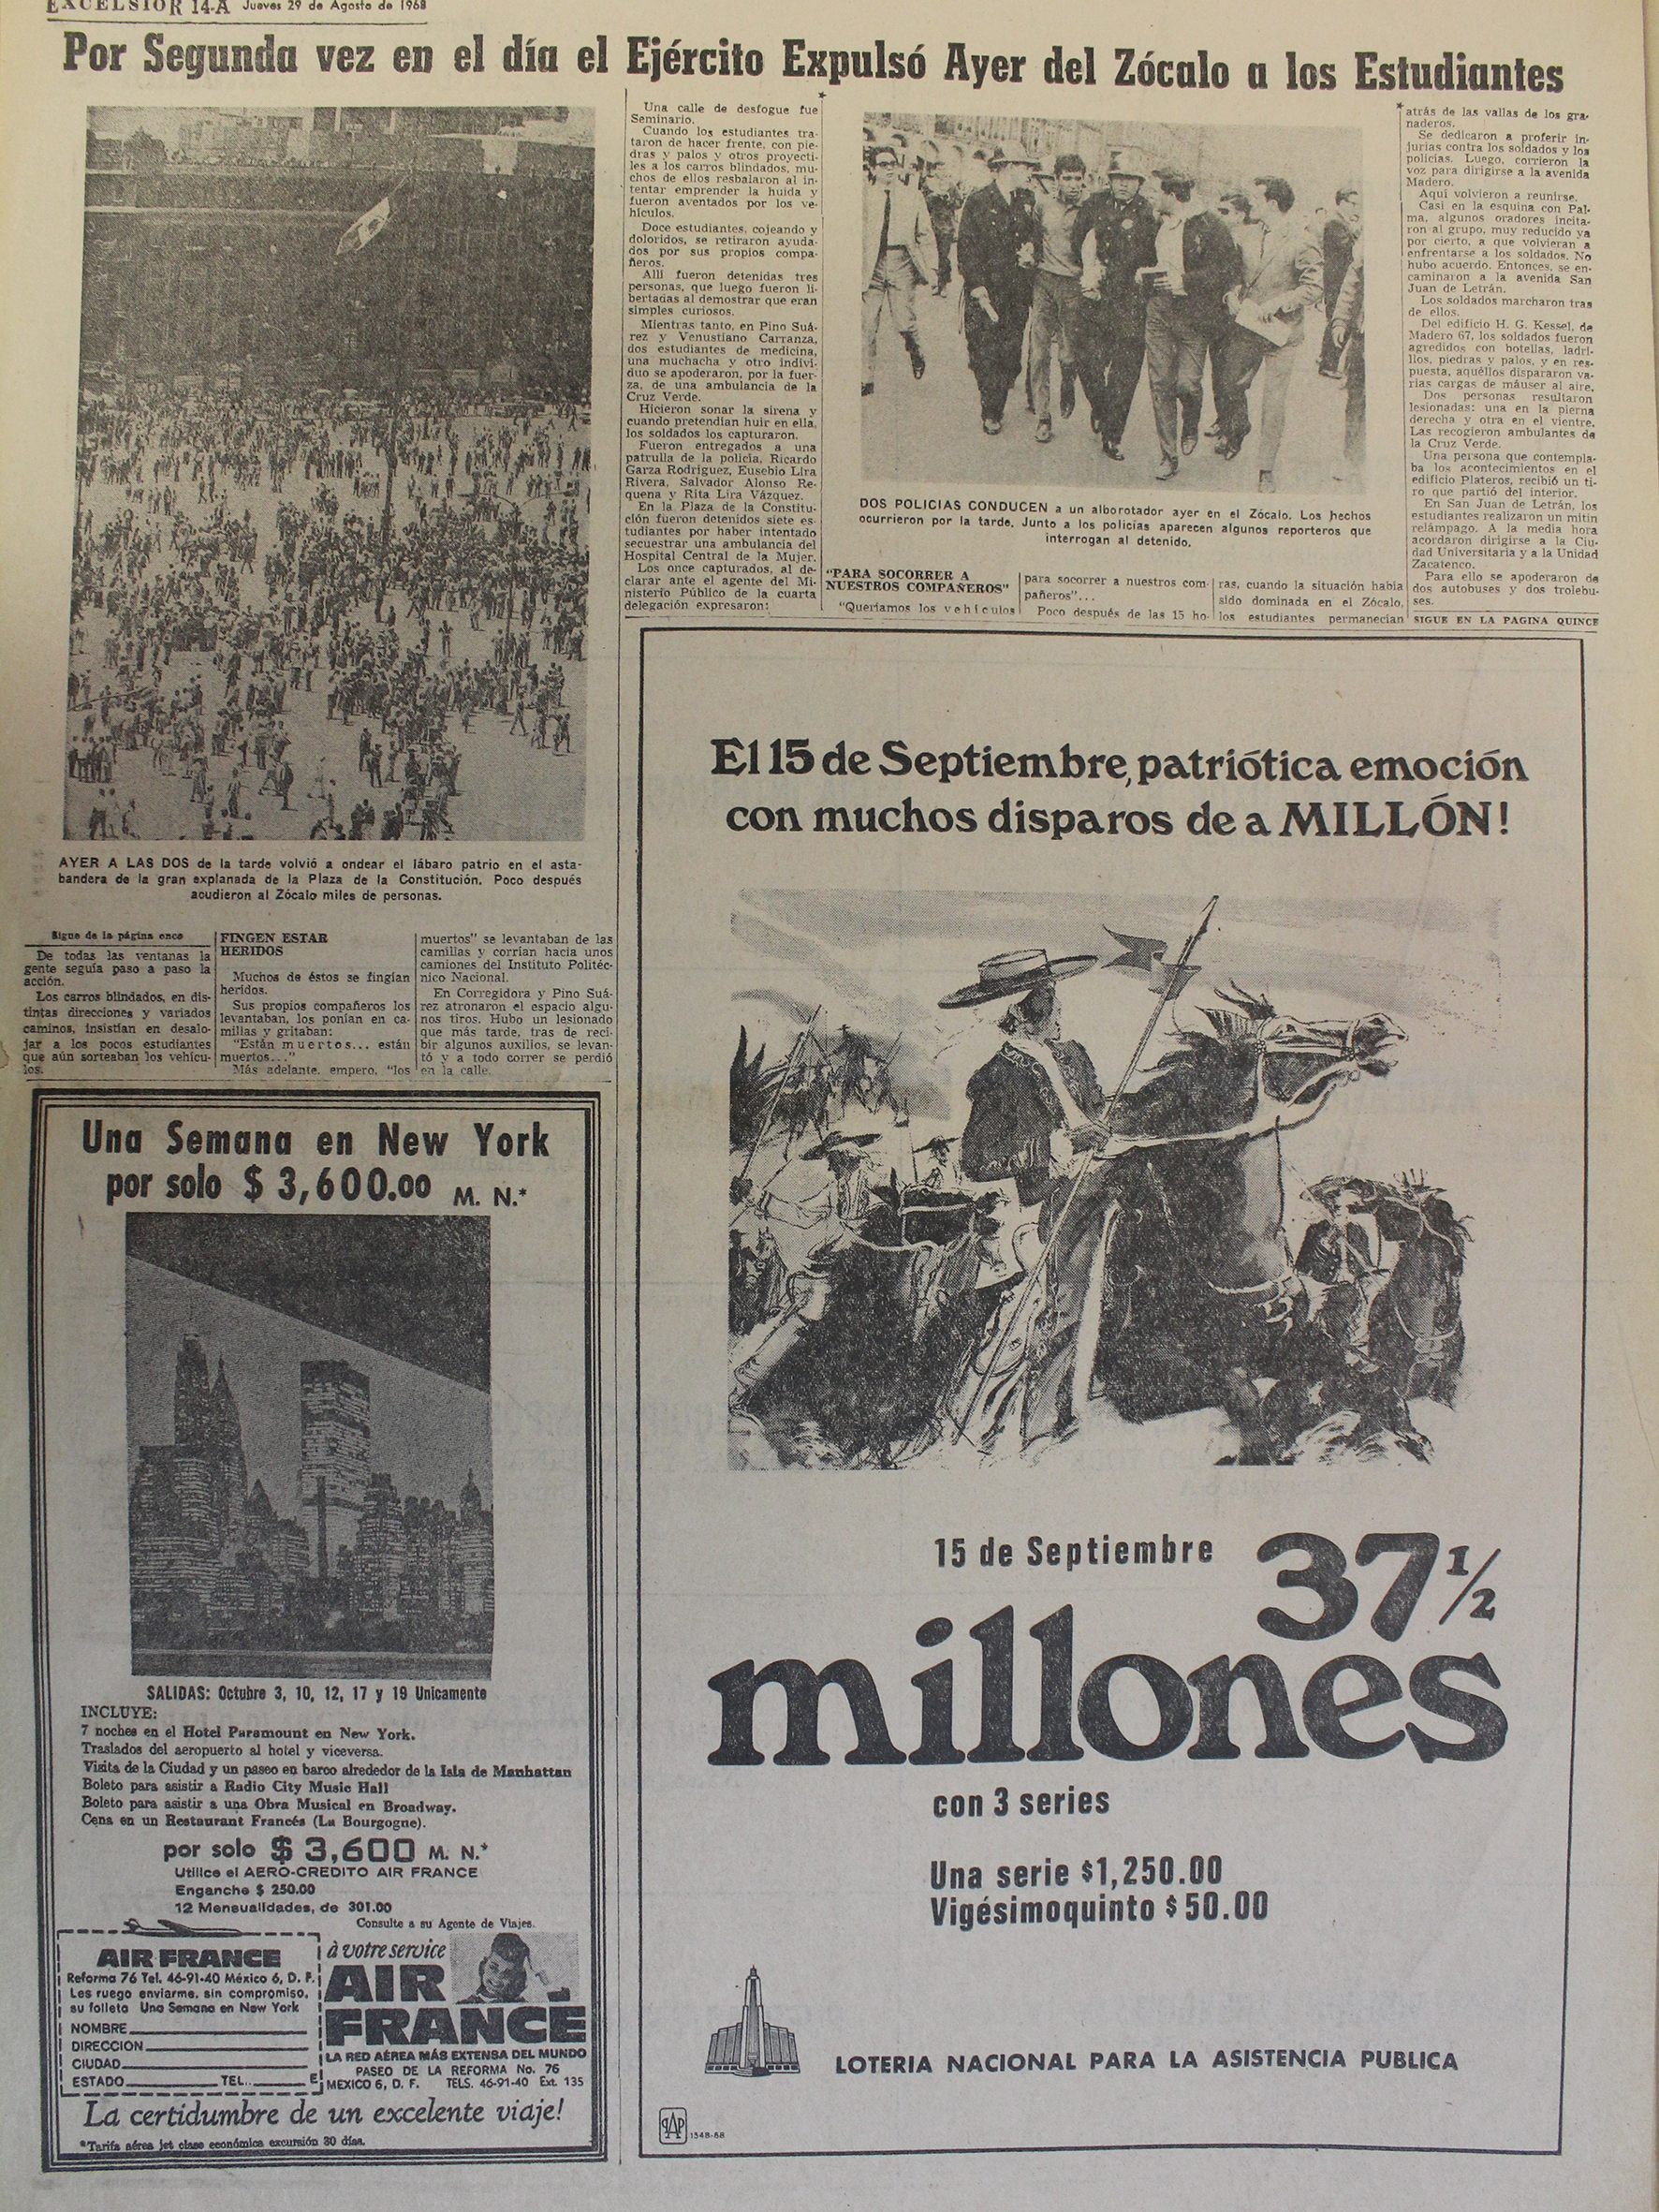 EXCELSIOR 14-A Jueves 29 de Agosto de 1968
Por Segunda vez en el día el Ejército Expulsó Ayer del Zócalo a los Estudiantes
AYER A LAS DOS de la tarde volvió a ondear el lábaro patrio en el asta-
bandera de la gran explanada de la Plaza de la Constitución. Poco después
acudieron al Zócalo miles de personas.
Sigue de la página once
De todas las ventanas la
gente seguía paso a paso la
acción.
Los carros blindados, en dis-
tintas direcciones y variados
caminos, insistían en desalo-
jar a los pocos estudiantes
que aún sorteaban los vehícu-
los.
FINGEN ESTAR
HERIDOS
Muchos de éstos se fingían
heridos.
Sus propios compañeros los
levantaban, los ponían en ca-
millas y gritaban:
"Están muertos... están
muertos..."
Más adelante, empero, "los
muertos" se levantaban de las
camillas y corrían hacia unos
camiones del Instituto Politéc-
nico Nacional.
En Corregidora y Pino Suá-
rez atronaron el espacio algu-
nos tiros. Hubo un lesionado
que más tarde, tras de reci-
bir algunos auxilios, se levan-
tó y a todo correr se perdió
en la calle.
Una calle de desfogue fue
Seminario.
Cuando los estudiantes tra-
taron de hacer frente, con pie-
dras y palos y otros proyecti-
les a los carros blindados, mu-
chos de ellos resbalaron al in-
tentar emprender la huida y
fueron aventados por los ve-
hículos.
Doce estudiantes, cojeando y
doloridos, se retiraron ayuda-
dos por sus propios compa-
ñeros.
Allí fueron detenidas tres
personas, que luego fueron li-
bertadas al demostrar que eran
simples curiosos.
Mientras tanto, en Pino Suá-
rez y Venustiano Carranza,
dos estudiantes de medicina,
una muchacha y otro indivi-
duo se apoderaron, por la fuer-
za, de una ambulancia de la
Cruz Verde.
Hicieron sonar la sirena y
cuando pretendían huir en ella,
los soldados los capturaron.
Fueron entregados a una
patrulla de la policía, Ricardo
Garza Rodríguez, Eusebio Lira
Rivera, Salvador Alonso Re-
quena y Rita Lira Vázquez.
En la Plaza de la Constitu-
ción fueron detenidos siete es-
tudiantes por haber intentado
secuestrar una ambulancia del
Hospital Central de la Mujer.
Los once capturados, al de-
clarar ante el agente del Mi-
nisterio Público de la cuarta
delegación expresaron:
DOS POLICIAS CONDUCEN a un alborotador ayer en el Zócalo. Los hechos
ocurrieron por la tarde. Junto a los policías aparecen algunos reporteros que
interrogan al detenido.
"PARA SOCORRER A
NUESTROS COMPAÑEROS"
"Queríamos los vehículos
para socorrer a nuestros com-
pañeros"...
Poco después de las 15 ho-
ras, cuando la situación había
sido dominada en el Zócalo,
los estudiantes permanecían
atrás de las vallas de los gra-
naderos.
Se dedicaron a proferir in-
jurias contra los soldados y los
policías. Luego, corrieron la
voz para dirigirse a la avenida
Madero.
Aquí volvieron a reunirse.
Casi en la esquina con Pal-
ma, algunos oradores incita-
ron al grupo, muy reducido ya
por cierto, a que volvieran a
enfrentarse a los soldados. No
hubo acuerdo. Entonces, se en-
caminaron a la avenida San
Juan de Letrán.
Los soldados marcharon tras
de ellos.
Del edificio H. G. Kessel, de
Madero 67, los soldados fueron
agredidos con botellas, ladri-
llos, piedras y palos, y en res-
puesta, aquéllos dispararon va-
rias cargas de máuser al aire.
Dos personas resultaron
lesionadas: una en la pierna
derecha y otra en el vientre.
Las recogieron ambulantes de
la Cruz Verde.
Una persona que contempla-
ba los acontecimientos en el
edificio Plateros, recibió un ti-
ro que partió del interior.
En San Juan de Letrán, los
estudiantes realizaron un mitin
relámpago. A la media hora
acordaron dirigirse a la Ciu-
dad Universitaria y a la Unidad
Zacatenco.
Para ello se apoderaron de
dos autobuses y dos trolebu-
ses.
SIGUE EN LA PAGINA QUINCE
Una Semana en New York
por solo $ 3,600.00 M. N.*
SALIDAS: Octubre 3, 10, 12, 17 y 19 Unicamente
INCLUYE:
7 noches en el Hotel Paramount en New York.
Traslados del aeropuerto al hotel y viceversa.
Visita de la Ciudad y un paseo en barco alrededor de la Isla de Manhattan
Boleto para asistir a Radio City Music Hall
Boleto para asistir a una Obra Musical en Broadway.
Cena en un Restaurant Francés (La Bourgogne).
por solo $ 3,600 M. N.*
Utilice el AERO-CREDITO AIR FRANCE
Enganche $ 250.00
12 Mensualidades, de 301.00
Consulte a su Agente de Viajes.
AIR FRANCE
Reforma 76 Tel. 46-91-40 México 6, D. F.
Les ruego enviarme, sin compromiso,
su folleto Una Semana en New York
NOMBRE
DIRECCION
CIUDAD
ESTADO TEL. E
à votre service
AIR
FRANCE
LA RED AÉREA MÁS EXTENSA DEL MUNDO
PASEO DE LA REFORMA No. 76
MEXICO 6, D. F. TELS. 46-91-40 Ext. 135
La certidumbre de un excelente viaje!
*Tarifa aérea jet clase económica excursión 30 días.
El 15 de Septiembre, patriótica emoción
con muchos disparos de a MILLÓN!
15 de Septiembre 37 1/2
millones
con 3 series
Una serie $1,250.00
Vigésimoquinto $50.00
LOTERIA NACIONAL PARA LA ASISTENCIA PUBLICA
PAP 1548-68